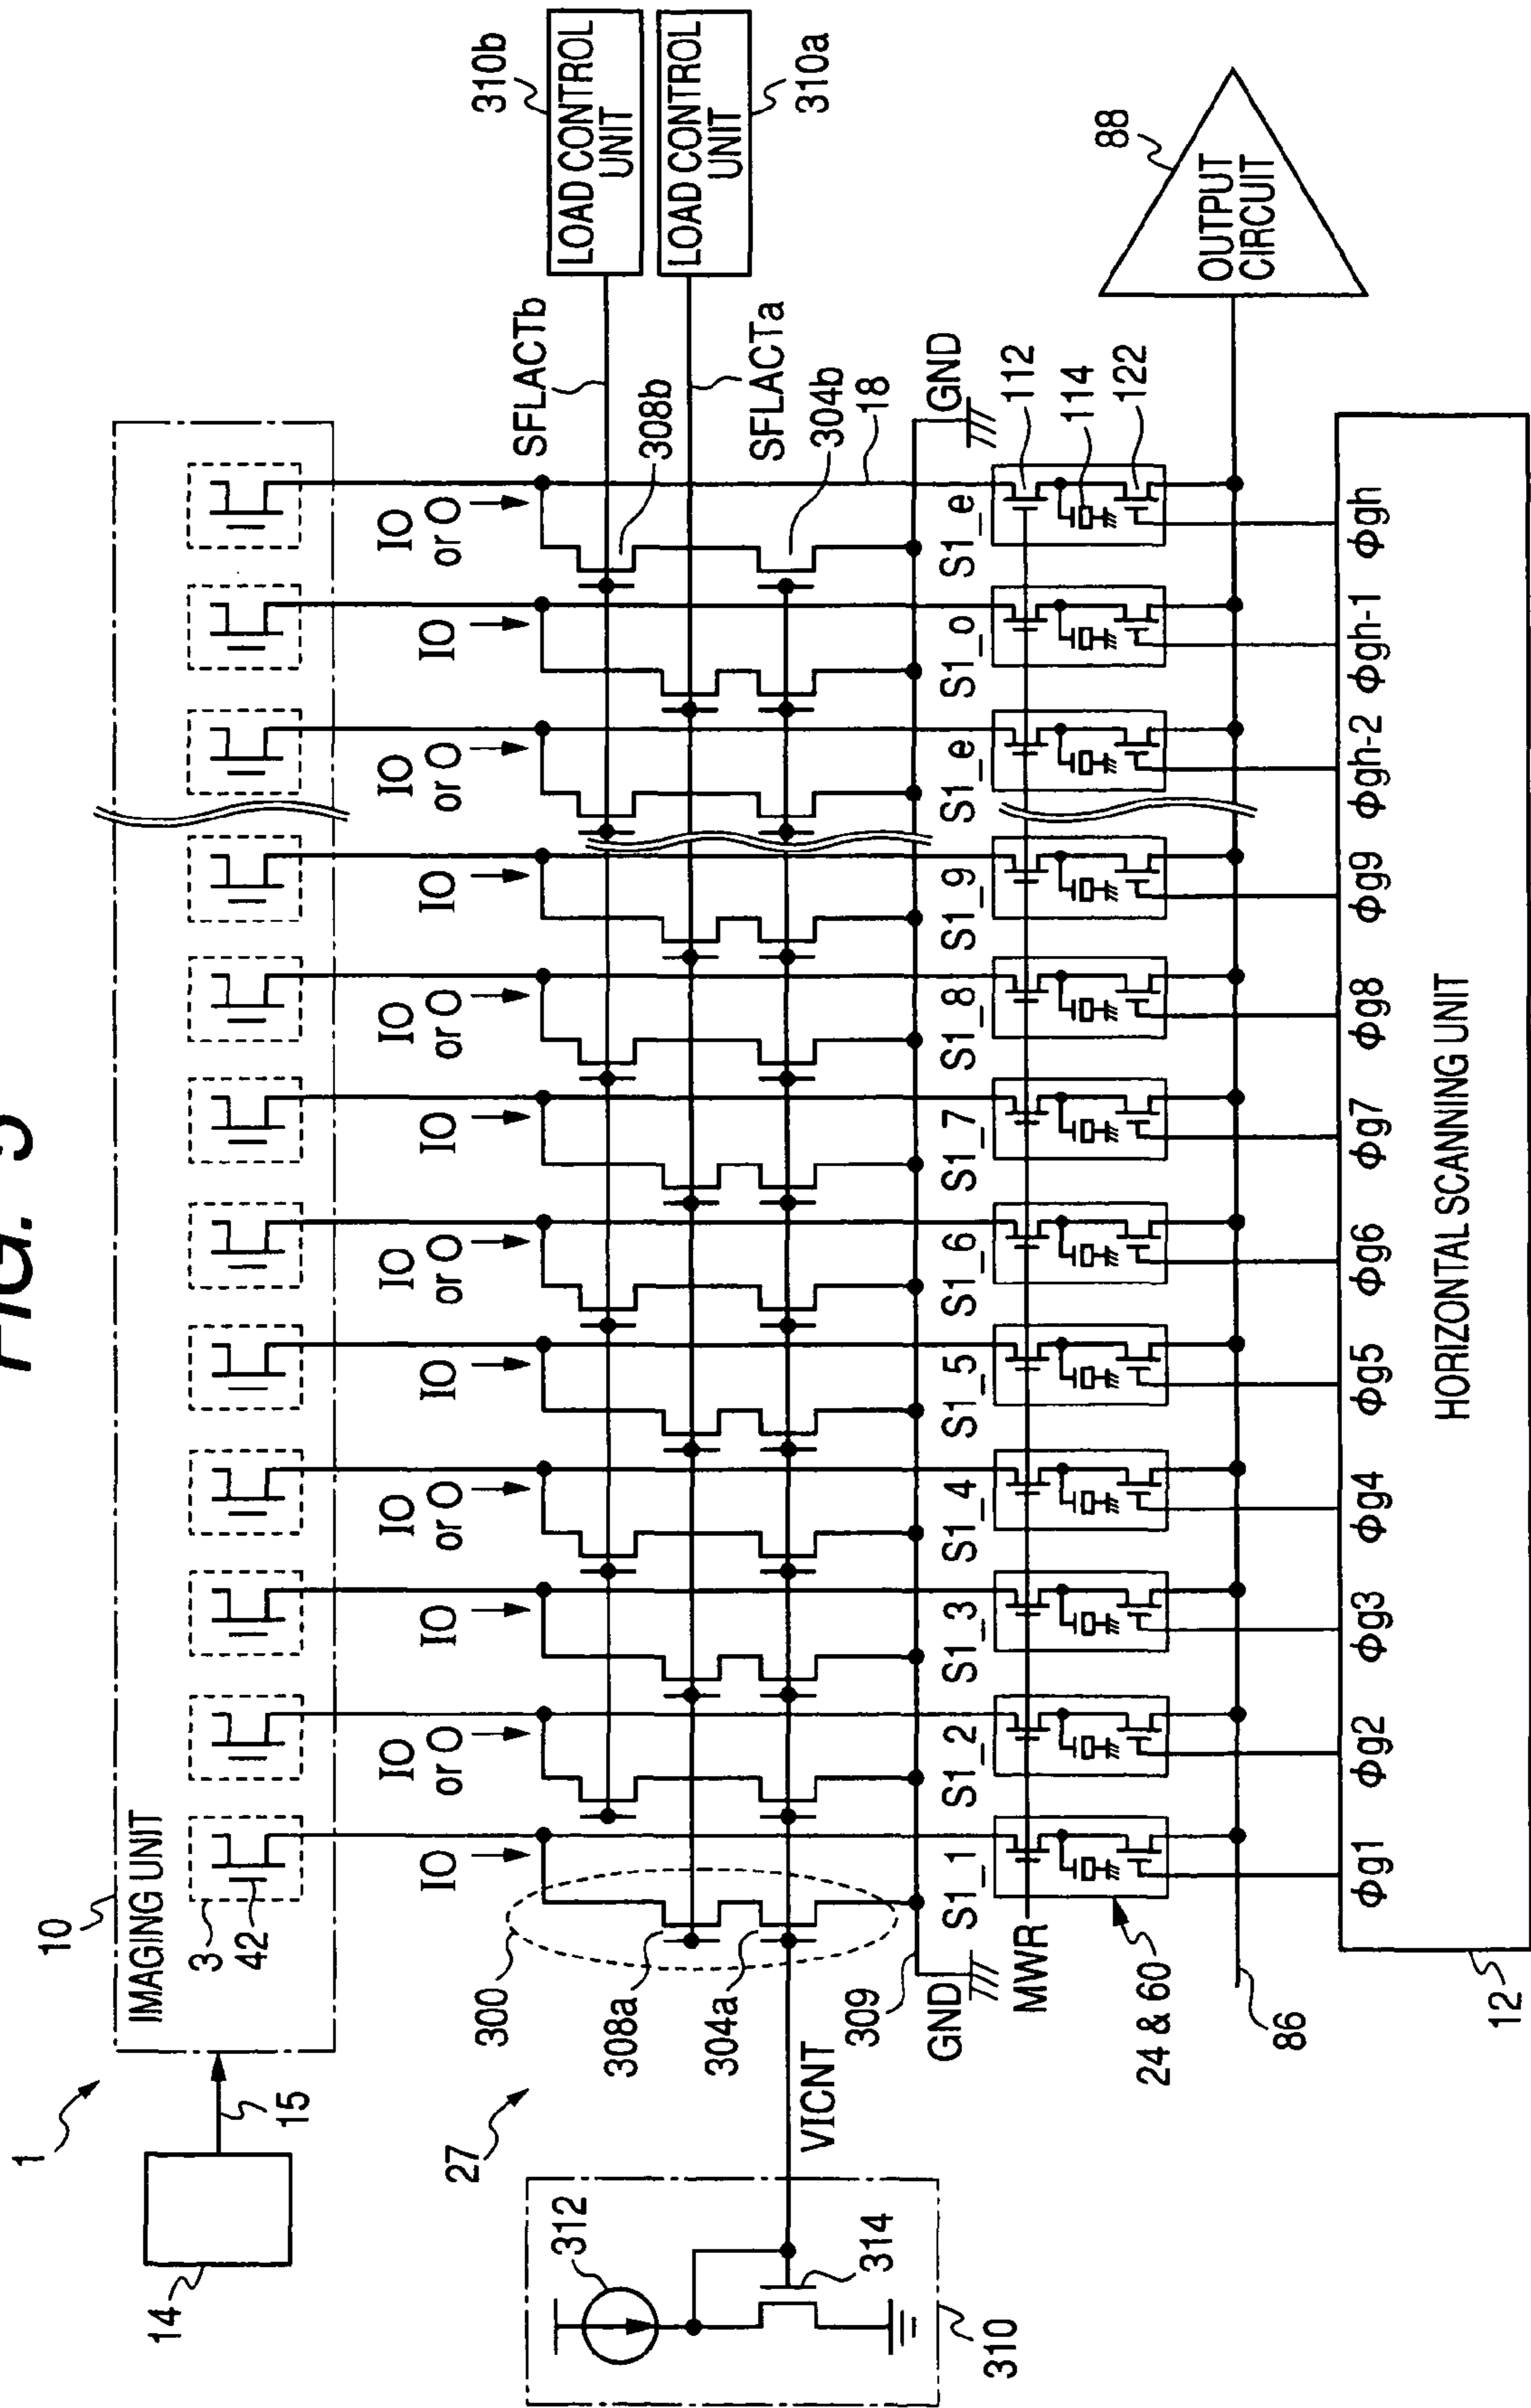 FIG. 5
1
14
15
10
IMAGING UNIT
3
42
IO
IO
or O
IO
IO
or O
IO
IO
or O
IO
IO
or O
IO
IO
or O
IO
IO
or O
310b
LOAD CONTROL
UNIT
LOAD CONTROL
UNIT
310a
SFLACTb
308b
SFLACTa
304b
18
27
300
308a
304a
VICNT
312
314
310
309
GND
GND
S1_1
S1_2
S1_3
S1_4
S1_5
S1_6
S1_7
S1_8
S1_9
S1_e
S1_o
S1_e
MWR
112
114
122
24 & 60
86
88
OUTPUT
CIRCUIT
Φg1
Φg2
Φg3
Φg4
Φg5
Φg6
Φg7
Φg8
Φg9
Φgh-2
Φgh-1
Φgh
HORIZONTAL SCANNING UNIT
12